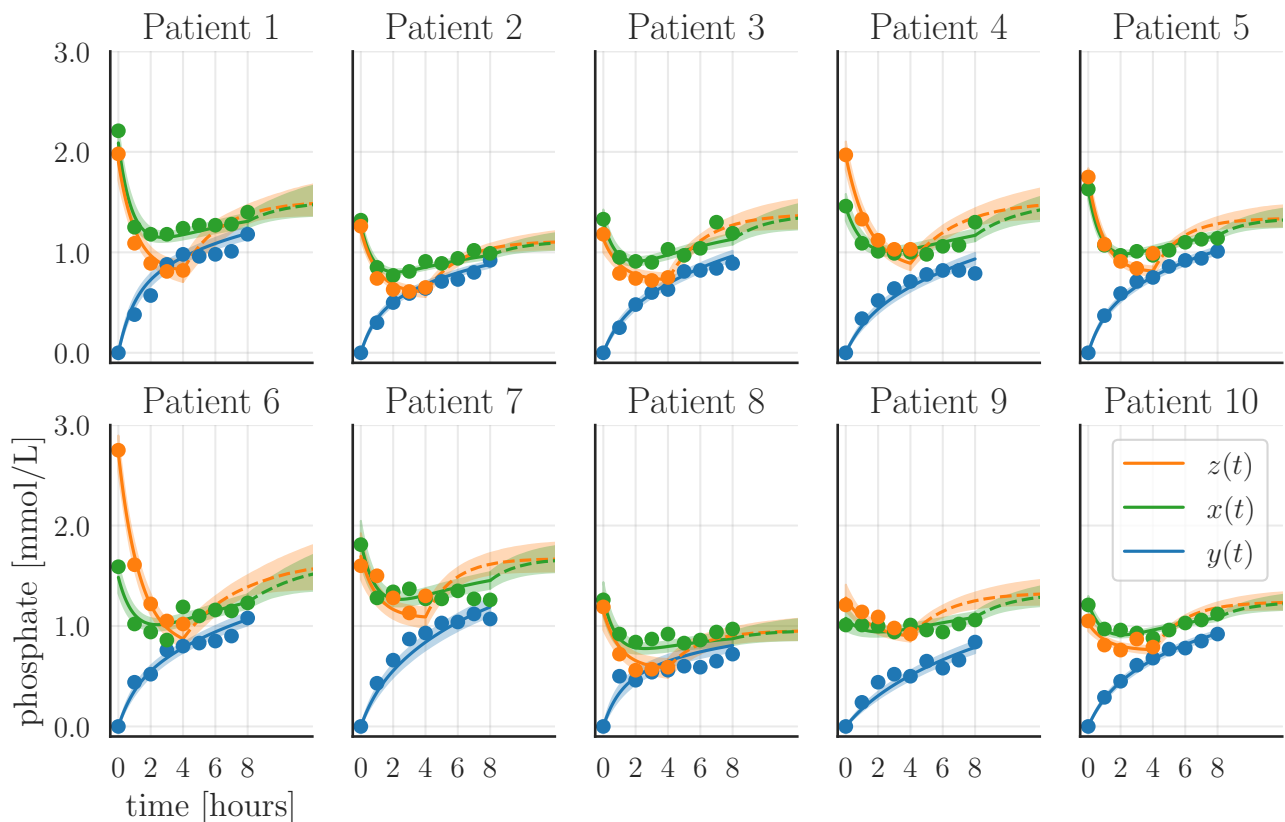 Patient 1
Patient 2
Patient 3
Patient 4
Patient 5
3.0
2.0
1.0
0.0
Patient 6
Patient 7
Patient 8
Patient 9
Patient 10
3.0
2.0
1.0
0.0
phosphate [mmol/L]
z(t)
x(t)
y(t)
0 2 4 6 8
0 2 4 6 8
0 2 4 6 8
0 2 4 6 8
0 2 4 6 8
time [hours]